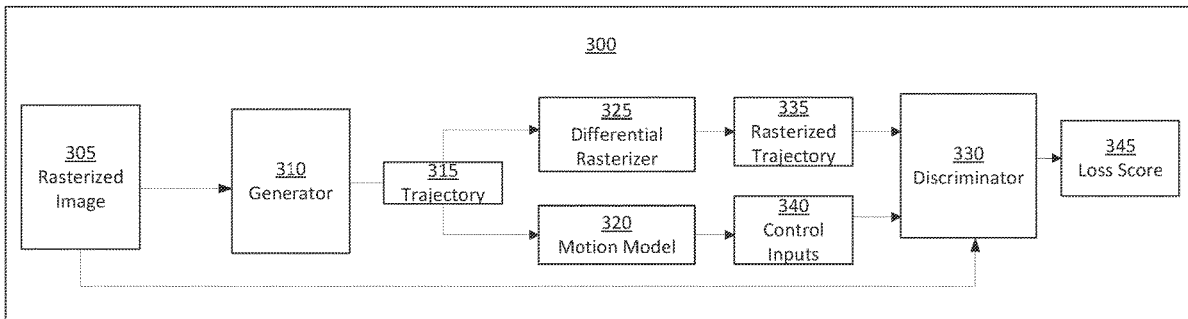 300
305
Rasterized
Image
310
Generator
315
Trajectory
325
Differential
Rasterizer
335
Rasterized
Trajectory
320
Motion Model
340
Control
Inputs
330
Discriminator
345
Loss Score